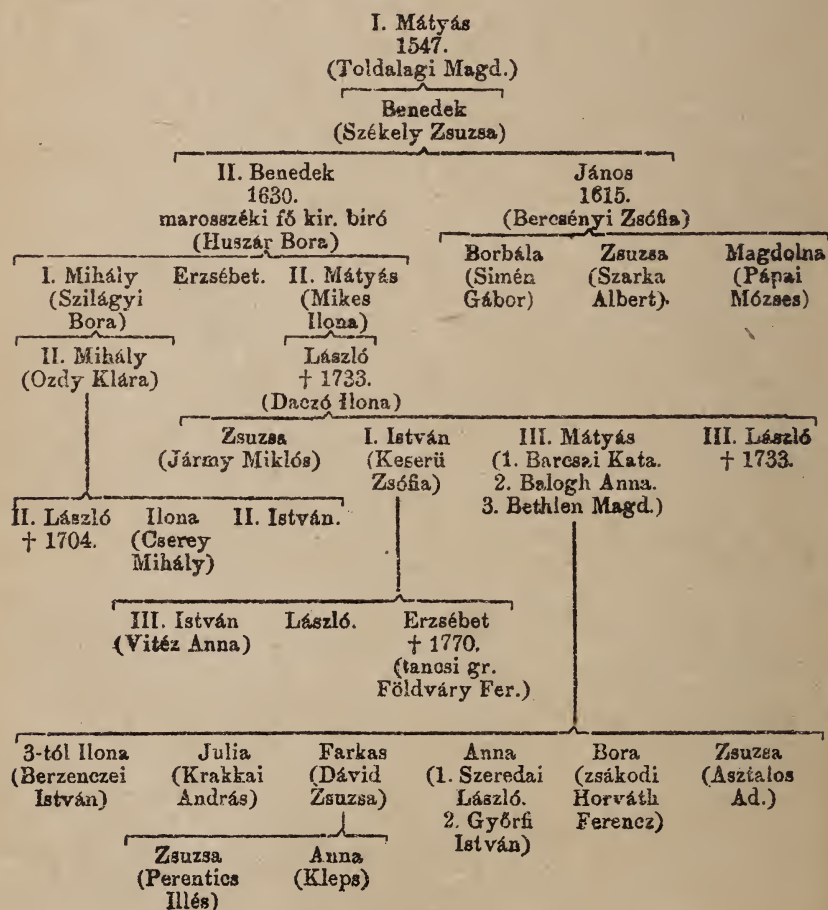 I. Mátyás
1547.
(Toldalagi Magd.)
Benedek
(Székely Zsuzsa)
II. Benedek
1630.
marosszéki fő kir. biró
(Huszár Bora)
János
1615.
(Bercsényi Zsófia)
I. Mihály
(Szilágyi
Bora)
Erzsébet.
II. Mátyás
(Mikes
Ilona)
Borbála
(Simén
Gábor)
Zsuzsa
(Szarka
Albert).
Magdolna
(Pápai
Mózses)
II. Mihály
(Ozdy Klára)
László
† 1733.
(Daczó Ilona)
Zsuzsa
(Jármy Miklós)
I. István
(Keserü
Zsófia)
III. Mátyás
(1. Barcsai Kata.
2. Balogh Anna.
3. Bethlen Magd.)
III. László
† 1733.
II. László
† 1704.
Ilona
(Cserey
Mihály)
II. István.
III. István
(Vitéz Anna)
László.
Erzsébet
† 1770.
(tancsi gr.
Földváry Fer.)
3-tól Ilona
(Berzenczei
István)
Julia
(Krakkai
András)
Farkas
(Dávid
Zsuzsa)
Anna
(1. Szeredai
László.
2. Győrfi
István)
Bora
(zsákodi
Horváth
Ferencz)
Zsuzsa
(Asztalos
Ad.)
Zsuzsa
(Perentics
Illés)
Anna
(Kleps)